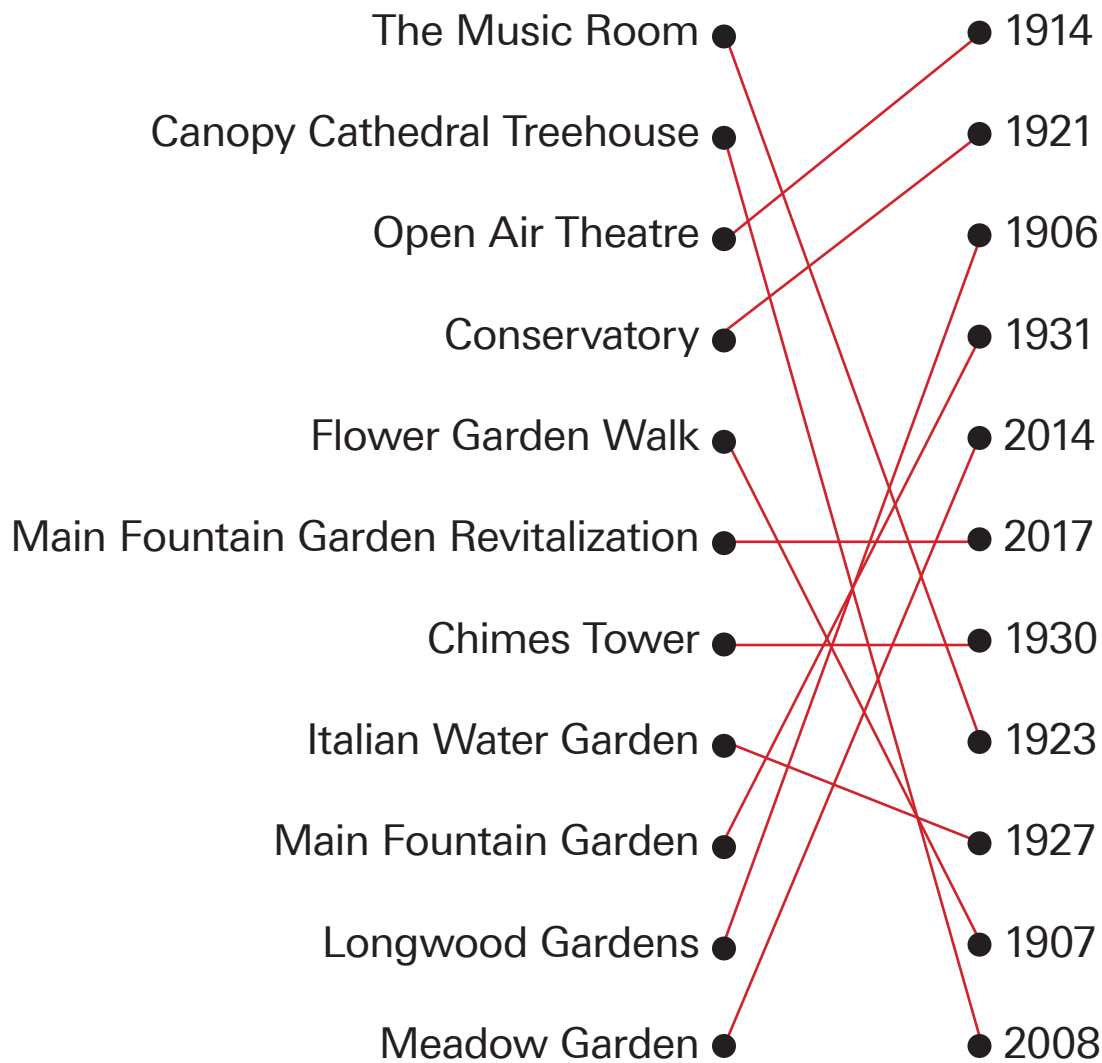 The Music Room 1914
Canopy Cathedral Treehouse 1921
Open Air Theatre 1906
Conservatory 1931
Flower Garden Walk 2014
Main Fountain Garden Revitalization 2017
Chimes Tower 1930
Italian Water Garden 1923
Main Fountain Garden 1927
Longwood Gardens 1907
Meadow Garden 2008